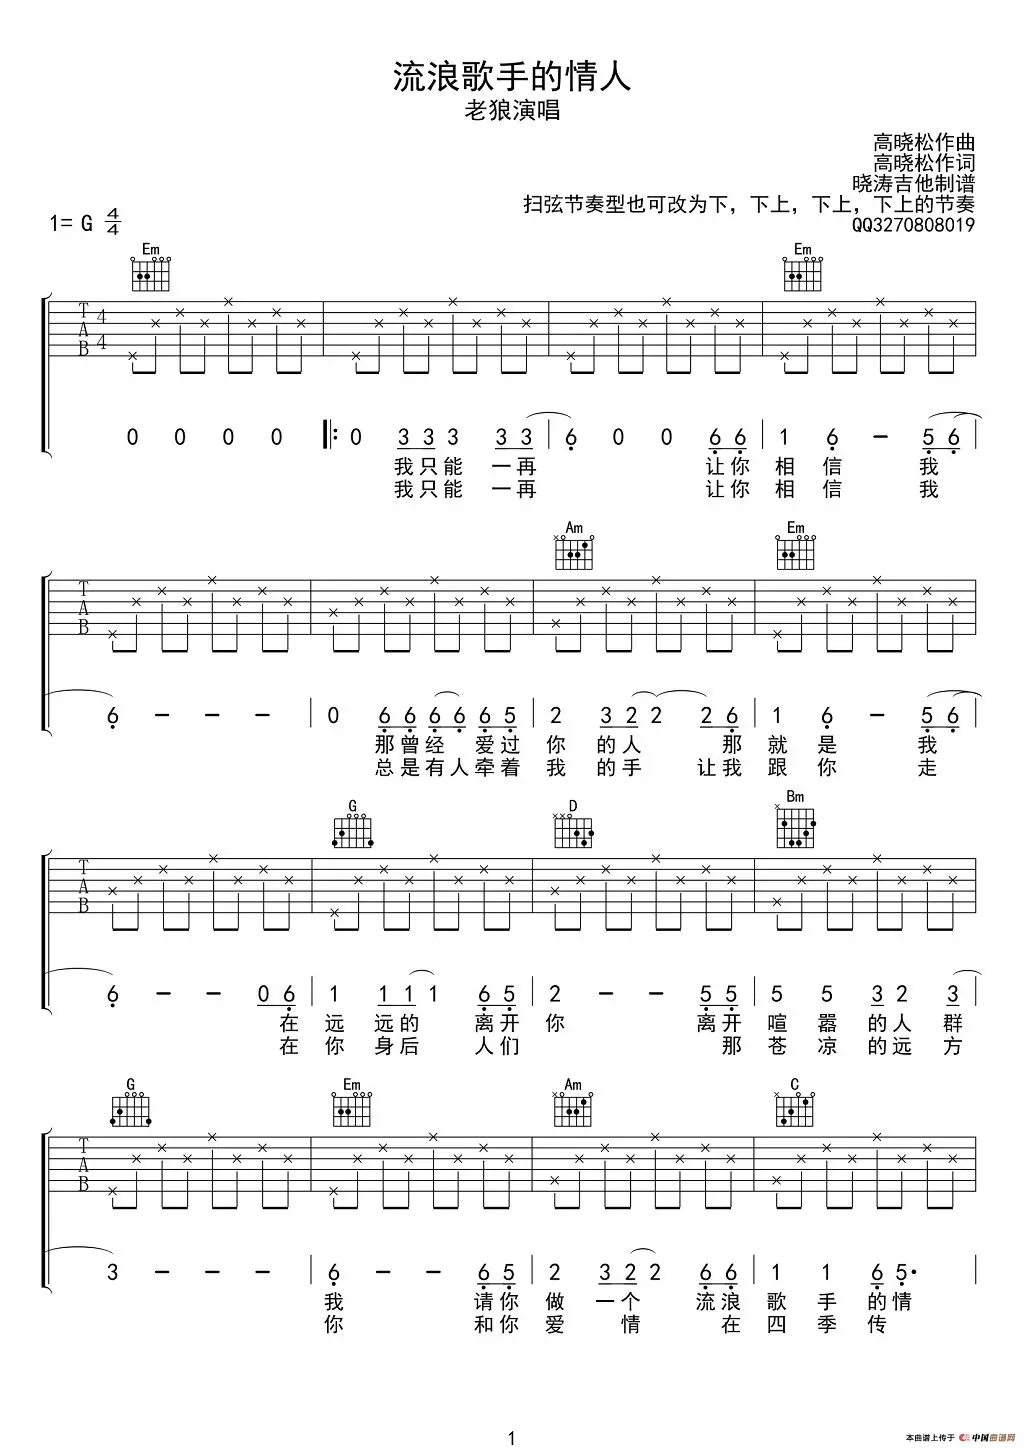 流浪歌手的情人
老狼演唱
高晓松作曲
高晓松作词
晓涛吉他制谱
扫弦节奏型也可改为下，下上，下上，下上的节奏
1= G 4/4
QQ3270808019
Em Em
T A B 4 4
0 0 0 0 0 3 3 3 3 3 6 0 0 6 6 1 6 - 5 6
我只能 一再 让你 相 信 我
我只能 一再 让你 相 信 我
Am Em
T A B
6 - - - 0 6 6 6 6 6 5 2 3 2 2 2 6 1 6 - 5 6
那曾经 爱过 你 的人 那 就 是 我
总是有人牵着 我 的手 让我 跟 你 走
G D Bm
T A B
6 - - 0 6 1 1 1 1 6 5 2 - - 5 5 5 5 3 2 3
在 远 远的 离开 你 离开 喧 嚣 的人 群
在 你 身后 人们 那 苍 凉 的远 方
G Em Am C
T A B
3 - - - 6 - - 6 5 2 3 2 2 6 6 1 1 6 5·
我 请你 做 一个 流浪 歌 手 的情
你 和你 爱 情 在 四 季 传
1
本曲谱上传于 中国曲谱网